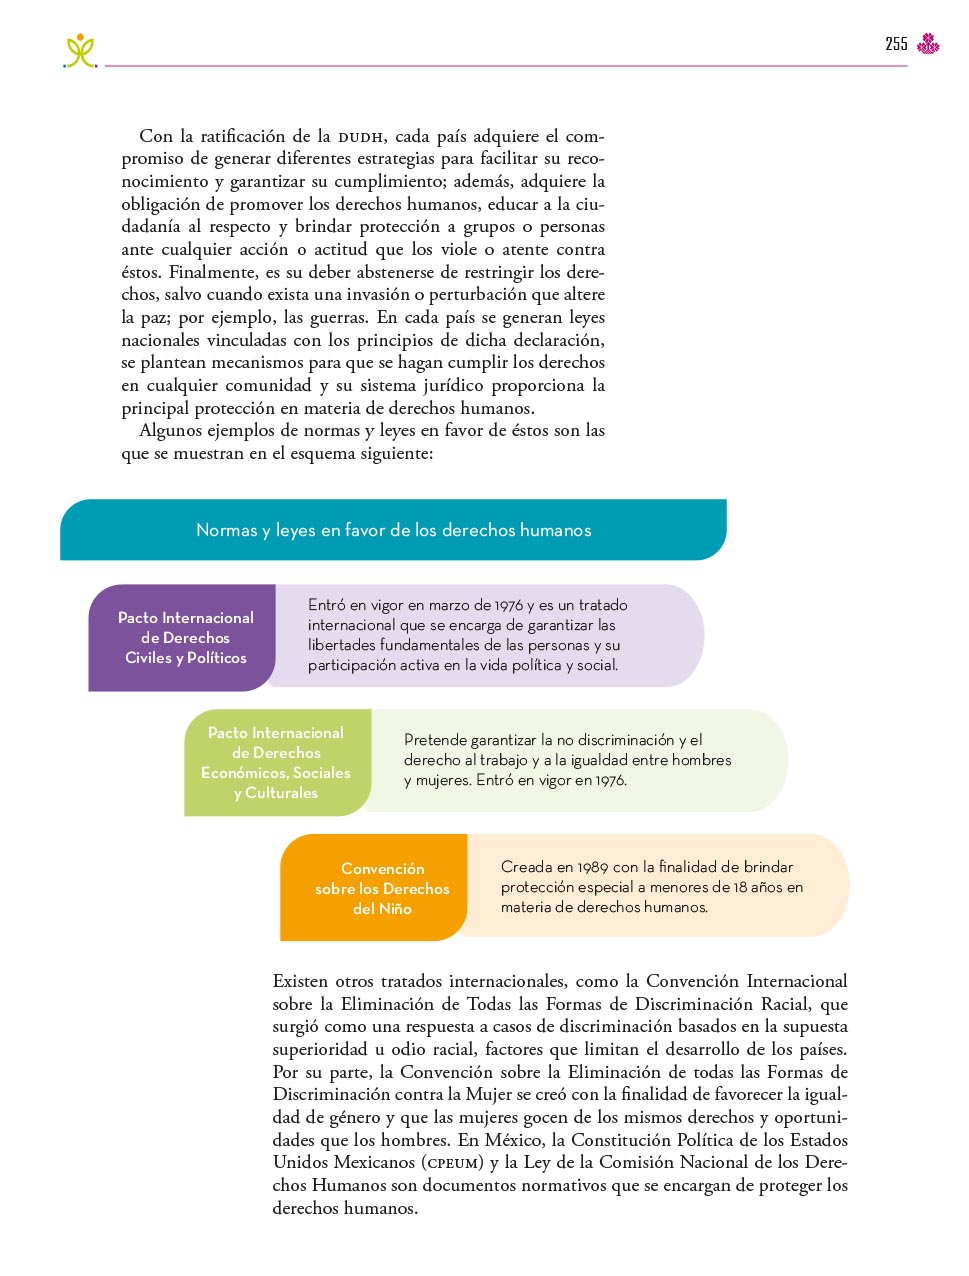 255
Con la ratificación de la DUDH, cada país adquiere el com-
promiso de generar diferentes estrategias para facilitar su reco-
nocimiento y garantizar su cumplimiento; además, adquiere la
obligación de promover los derechos humanos, educar a la ciu-
dadanía al respecto y brindar protección a grupos o personas
ante cualquier acción o actitud que los viole o atente contra
éstos. Finalmente, es su deber abstenerse de restringir los dere-
chos, salvo cuando exista una invasión o perturbación que altere
la paz; por ejemplo, las guerras. En cada país se generan leyes
nacionales vinculadas con los principios de dicha declaración,
se plantean mecanismos para que se hagan cumplir los derechos
en cualquier comunidad y su sistema jurídico proporciona la
principal protección en materia de derechos humanos.
Algunos ejemplos de normas y leyes en favor de éstos son las
que se muestran en el esquema siguiente:
Normas y leyes en favor de los derechos humanos
Pacto Internacional
de Derechos
Civiles y Políticos
Entró en vigor en marzo de 1976 y es un tratado
internacional que se encarga de garantizar las
libertades fundamentales de las personas y su
participación activa en la vida política y social.
Pacto Internacional
de Derechos
Económicos, Sociales
y Culturales
Pretende garantizar la no discriminación y el
derecho al trabajo y a la igualdad entre hombres
y mujeres. Entró en vigor en 1976.
Convención
sobre los Derechos
del Niño
Creada en 1989 con la finalidad de brindar
protección especial a menores de 18 años en
materia de derechos humanos.
Existen otros tratados internacionales, como la Convención Internacional
sobre la Eliminación de Todas las Formas de Discriminación Racial, que
surgió como una respuesta a casos de discriminación basados en la supuesta
superioridad u odio racial, factores que limitan el desarrollo de los países.
Por su parte, la Convención sobre la Eliminación de todas las Formas de
Discriminación contra la Mujer se creó con la finalidad de favorecer la igual-
dad de género y que las mujeres gocen de los mismos derechos y oportuni-
dades que los hombres. En México, la Constitución Política de los Estados
Unidos Mexicanos (CPEUM) y la Ley de la Comisión Nacional de los Dere-
chos Humanos son documentos normativos que se encargan de proteger los
derechos humanos.